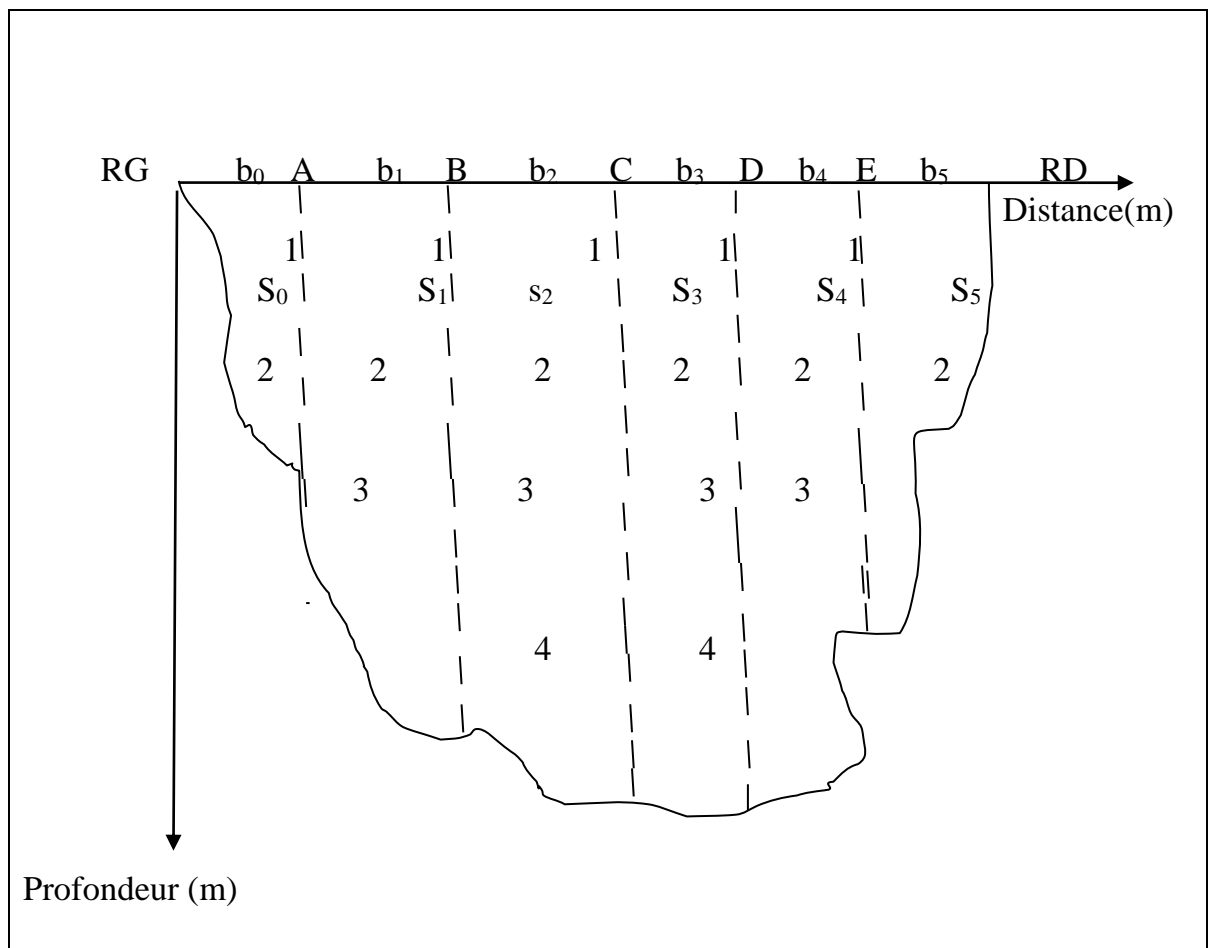 RG b₀ A b₁ B b₂ C b₃ D b₄ E b₅ RD
Distance(m)
1 1 1 1 1
S₀ S₁ s₂ S₃ S₄ S₅
2 2 2 2 2 2
3 3 3 3
4 4
Profondeur (m)